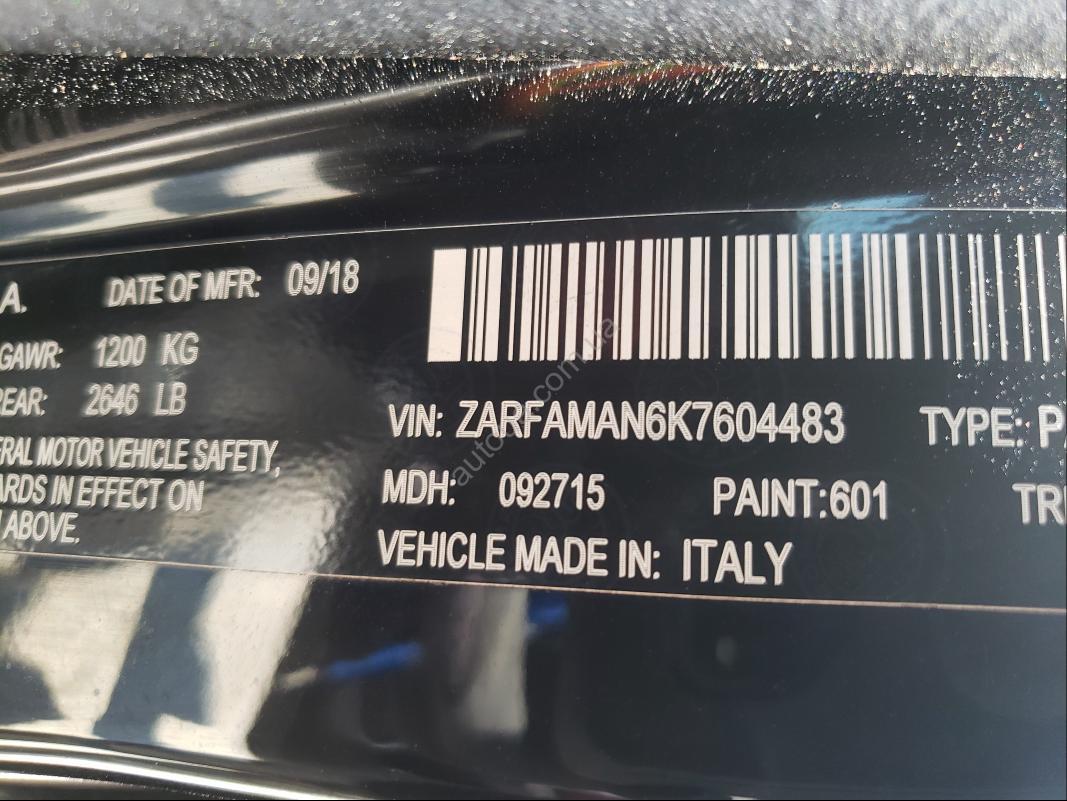 A. DATE OF MFR: 09/18
GAWR: 1200 KG
REAR: 2646 LB
ERAL MOTOR VEHICLE SAFETY,
ARDS IN EFFECT ON
ABOVE.
VIN: ZARFAMAN6K7604483 TYPE: P
MDH: 092715 PAINT:601 TR
VEHICLE MADE IN: ITALY